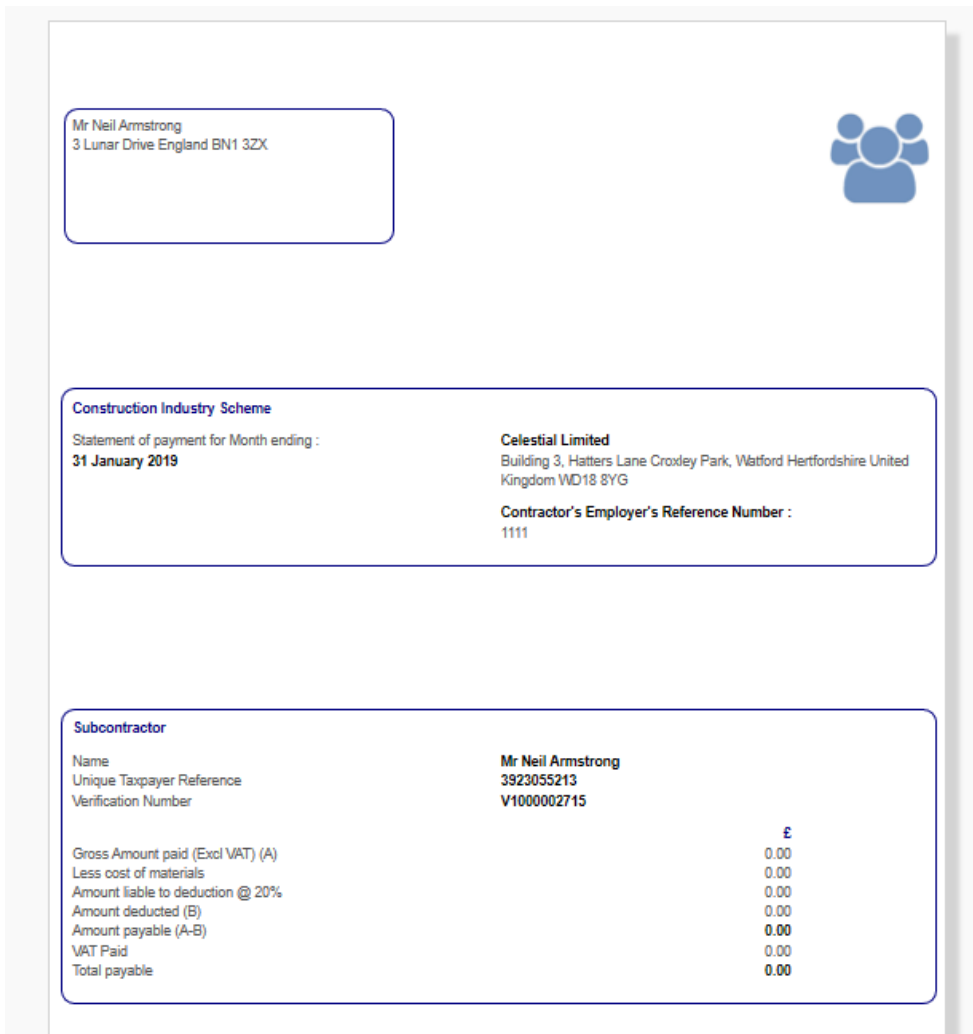 Mr Neil Armstrong
3 Lunar Drive England BN1 3ZX
Construction Industry Scheme
Statement of payment for Month ending :
31 January 2019
Celestial Limited
Building 3, Hatters Lane Croxley Park, Watford Hertfordshire United
Kingdom WD18 8YG
Contractor's Employer's Reference Number :
1111
Subcontractor
Name Mr Neil Armstrong
Unique Taxpayer Reference 3923055213
Verification Number V1000002715
£
Gross Amount paid (Excl VAT) (A) 0.00
Less cost of materials 0.00
Amount liable to deduction @ 20% 0.00
Amount deducted (B) 0.00
Amount payable (A-B) 0.00
VAT Paid 0.00
Total payable 0.00